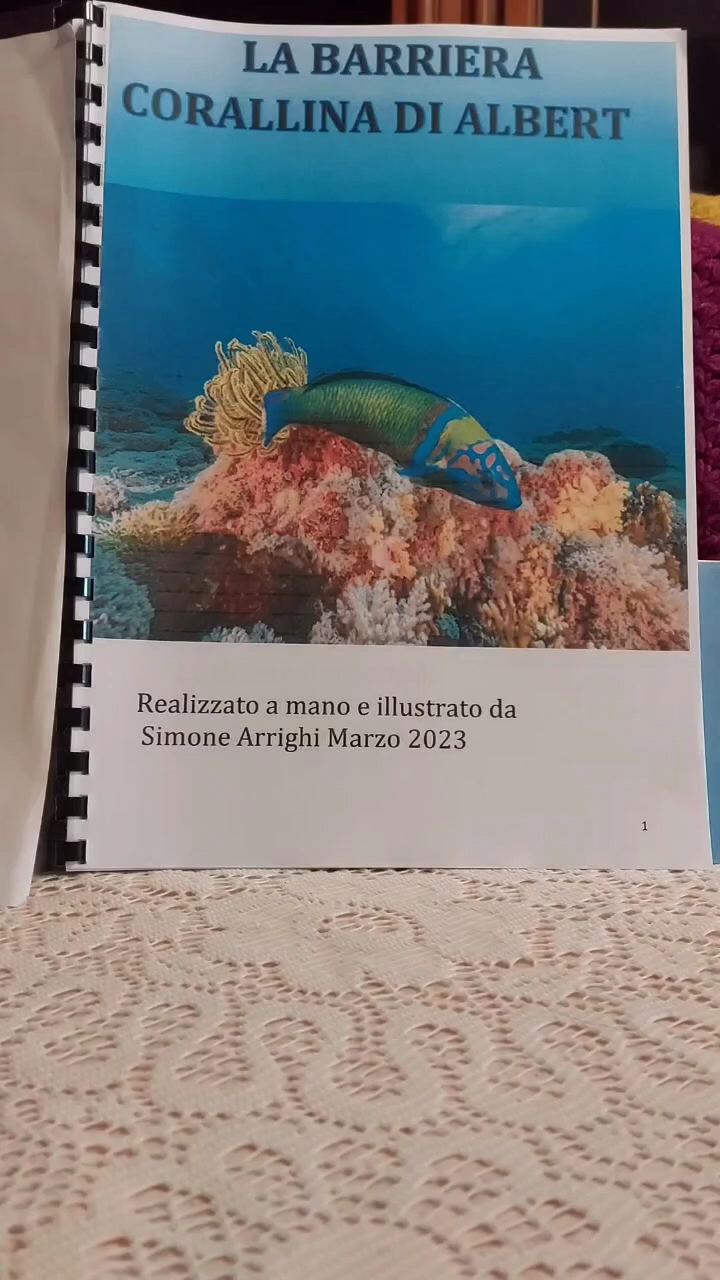 LA BARRIERA
CORALLINA DI ALBERT
Realizzato a mano e illustrato da
Simone Arrighi Marzo 2023
1